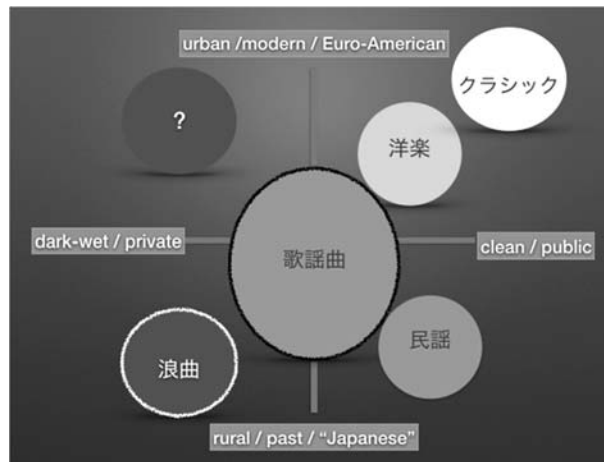 urban /modern / Euro-American
クラシック
?
洋楽
dark-wet / private
clean / public
歌謡曲
民謡
浪曲
rural / past / “Japanese”